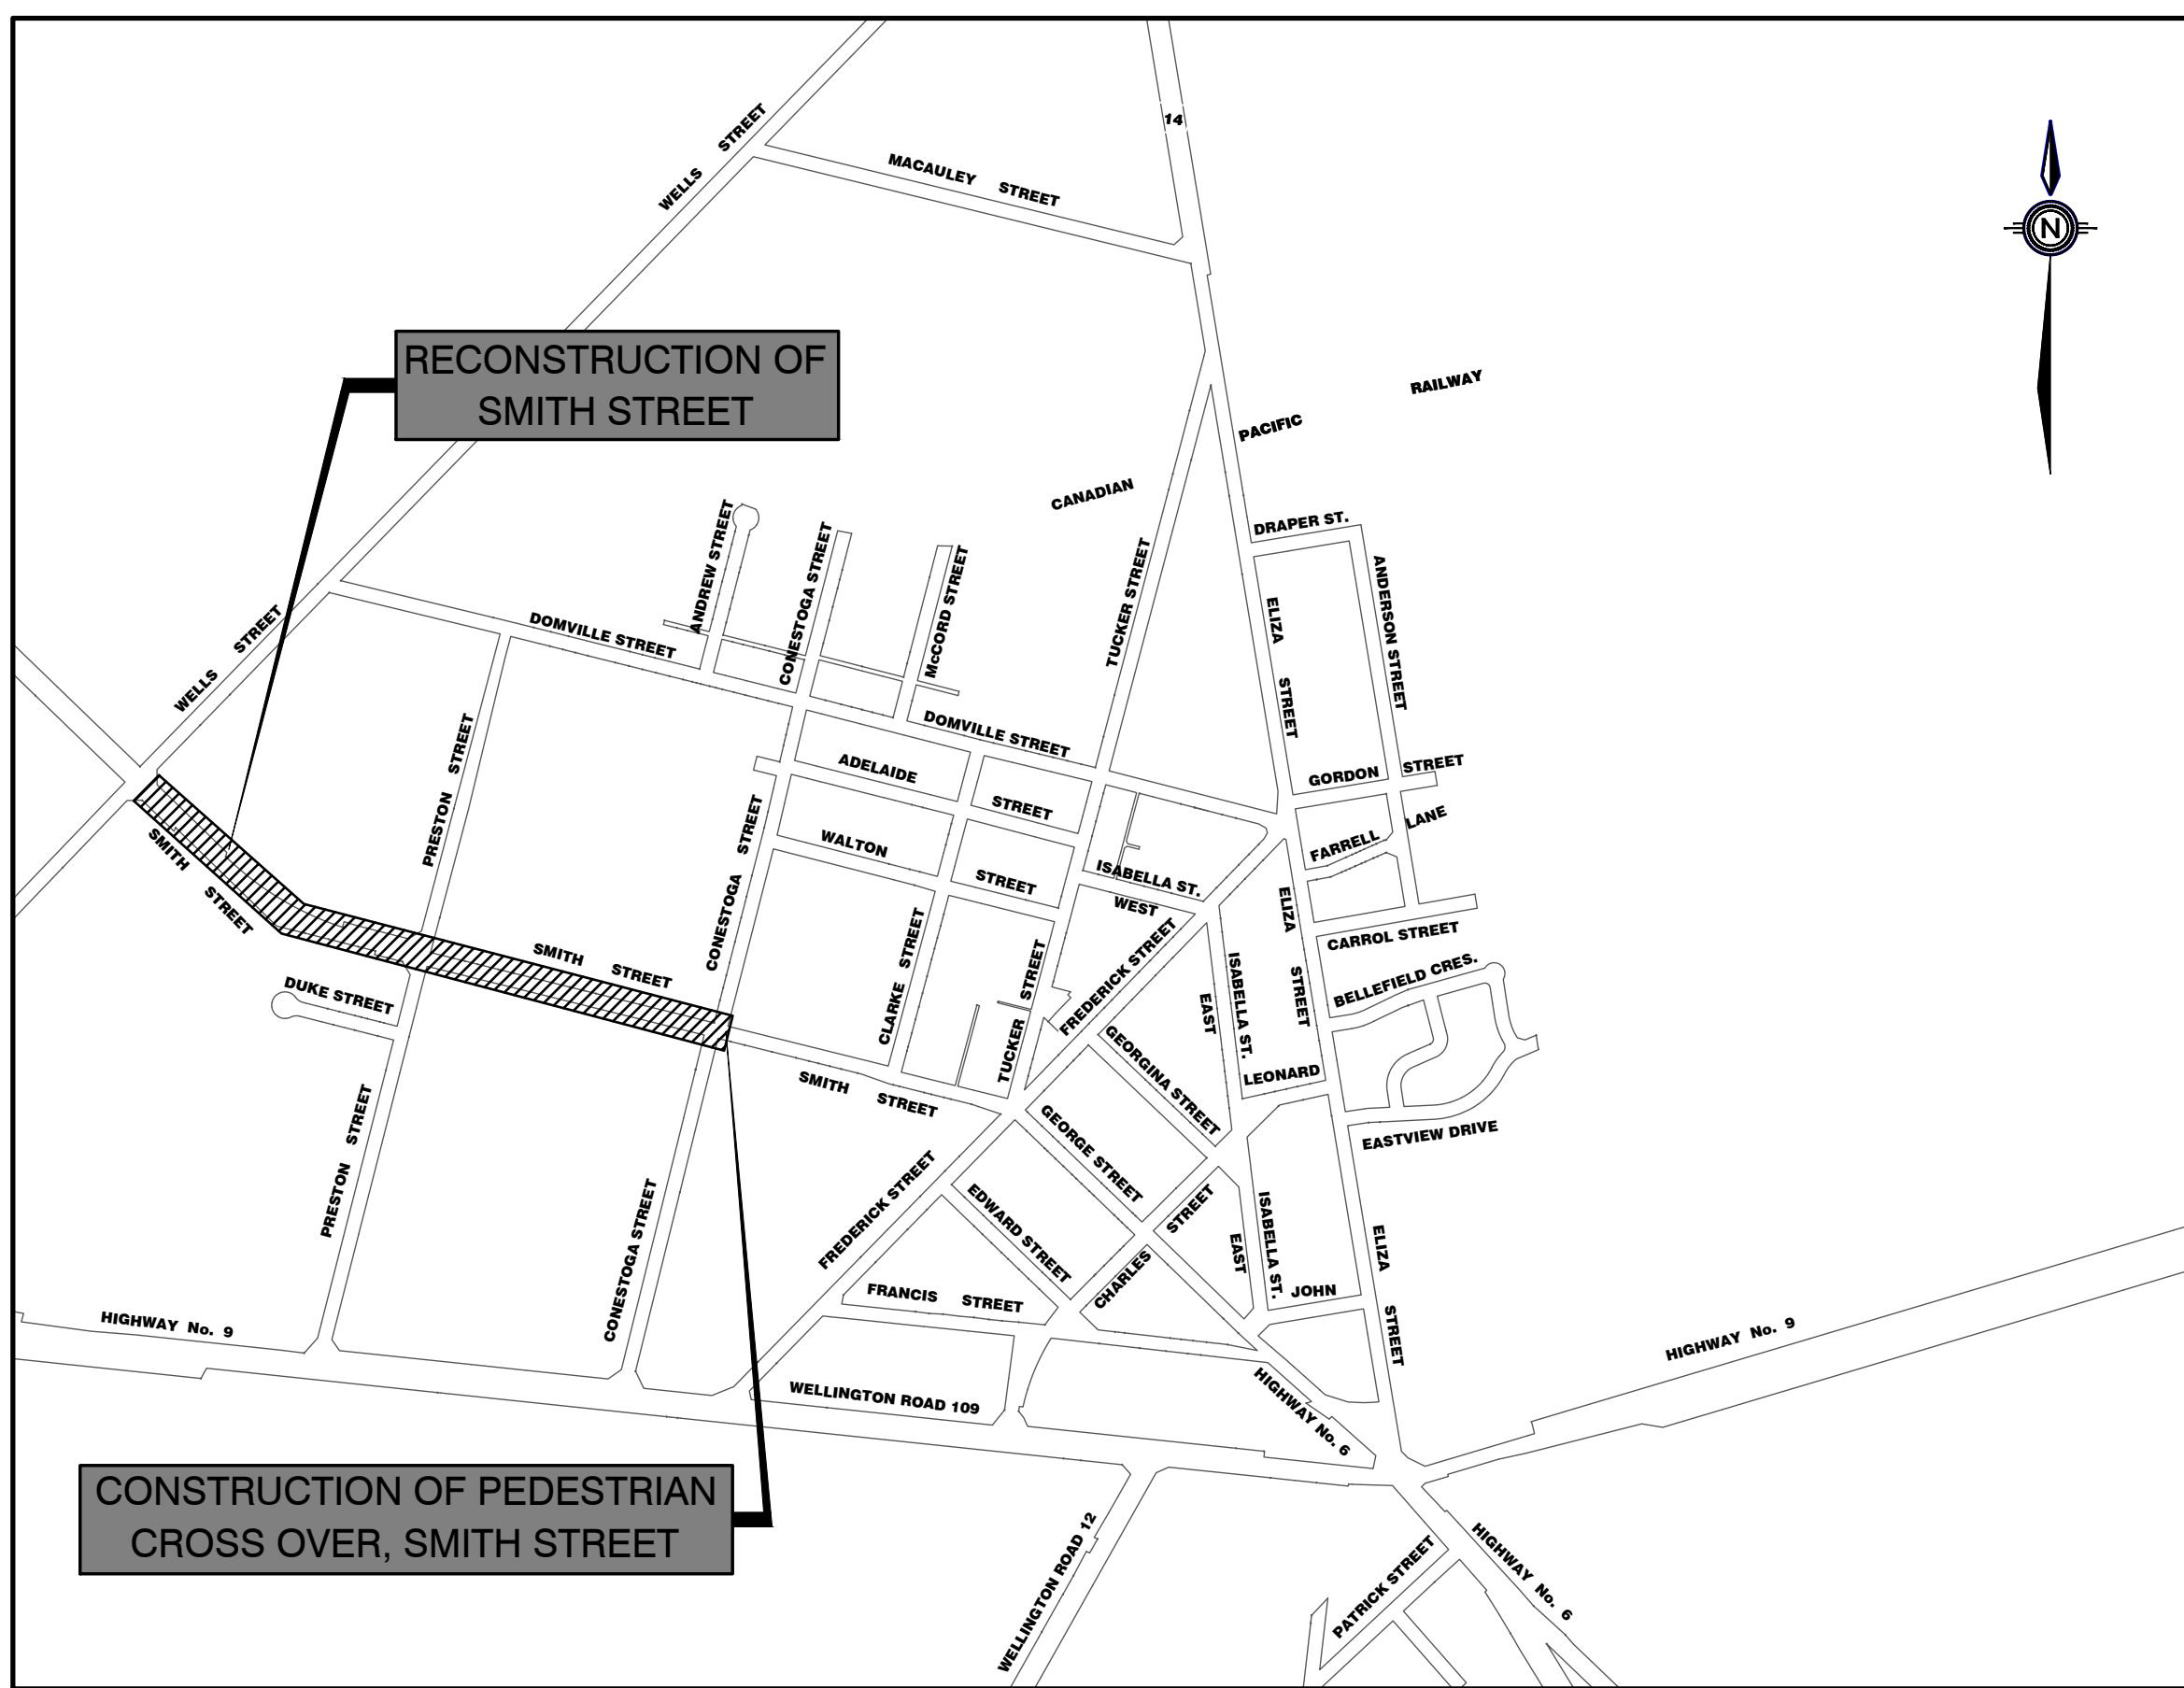 WELLS STREET
MACAULEY STREET
14
N
RECONSTRUCTION OF
SMITH STREET
CANADIAN PACIFIC RAILWAY
DRAPER ST.
ANDREW STREET
CONESTOGA STREET
McCORD STREET
TUCKER STREET
ELIZA STREET
ANDERSON STREET
WELLS STREET
DOMVILLE STREET
DOMVILLE STREET
PRESTON STREET
ADELAIDE STREET
GORDON STREET
FARRELL LANE
CONESTOGA STREET
WALTON STREET
ISABELLA ST.
WEST
SMITH STREET
SMITH STREET
DUKE STREET
CLARKE STREET
TUCKER STREET
FREDERICK STREET
ISABELLA ST.
EAST
ELIZA STREET
CARROL STREET
BELLEFIELD CRES.
GEORGINA STREET
LEONARD
EASTVIEW DRIVE
SMITH STREET
GEORGE STREET
PRESTON STREET
CONESTOGA STREET
FREDERICK STREET
EDWARD STREET
CHARLES STREET
ISABELLA ST.
EAST
JOHN
ELIZA STREET
FRANCIS STREET
HIGHWAY No. 9
HIGHWAY No. 9
WELLINGTON ROAD 109
HIGHWAY No. 6
CONSTRUCTION OF PEDESTRIAN
CROSS OVER, SMITH STREET
WELLINGTON ROAD 12
PATRICK STREET
HIGHWAY No. 6